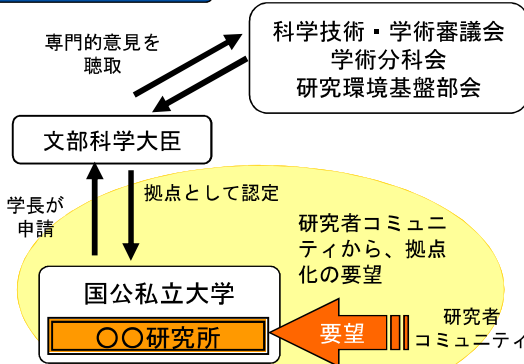 専門的意見を
聴取
科学技術・学術審議会
学術分科会
研究環境基盤部会
文部科学大臣
学長が
申請
拠点として認定
研究者コミュニ
ティから、拠点
化の要望
国公私立大学
〇〇研究所
要望
研究者
コミュニティ